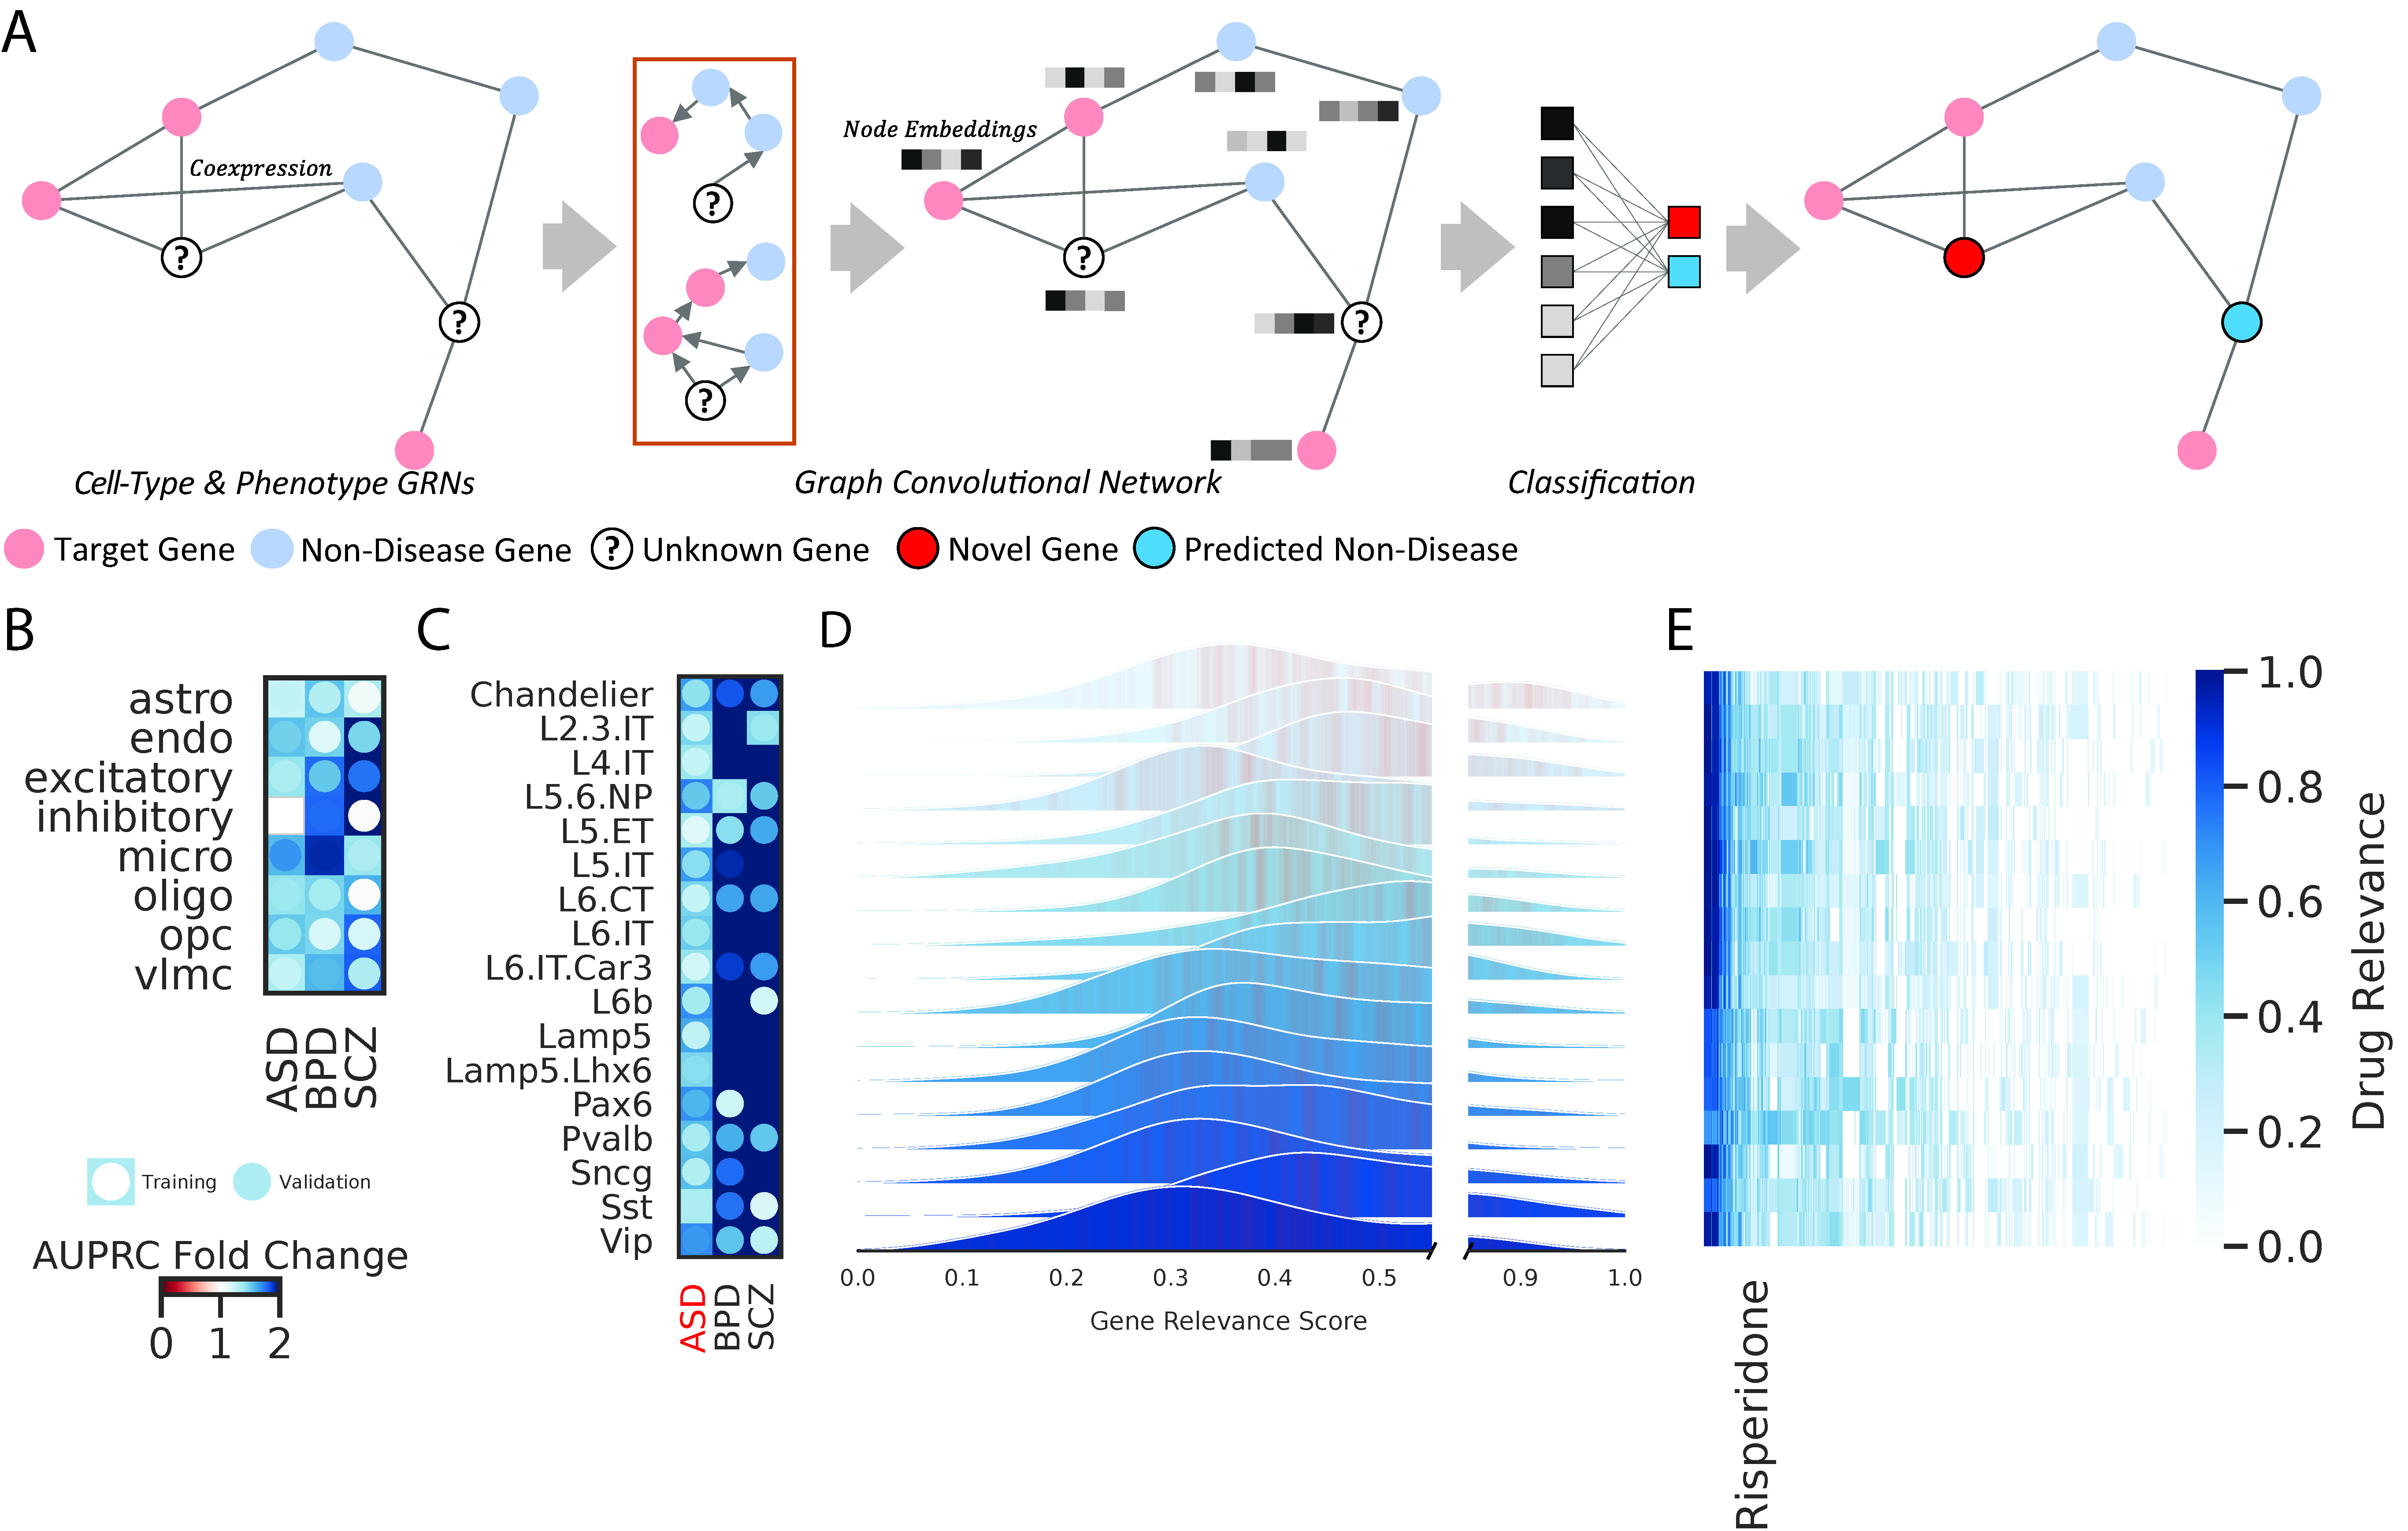 A
Coexpression
?
?
?
?
Node Embeddings
?
?
Cell-Type & Phenotype GRNs
Graph Convolutional Network
Classification
Target Gene
Non-Disease Gene
? Unknown Gene
Novel Gene
Predicted Non-Disease
B
astro
endo
excitatory
inhibitory
micro
oligo
opc
vlmc
ASD
BPD
SCZ
Training
Validation
AUPRC Fold Change
0 1 2
C
Chandelier
L2.3.IT
L4.IT
L5.6.NP
L5.ET
L5.IT
L6.CT
L6.IT
L6.IT.Car3
L6b
Lamp5
Lamp5.Lhx6
Pax6
Pvalb
Sncg
Sst
Vip
ASD
BPD
SCZ
D
0.0 0.1 0.2 0.3 0.4 0.5 0.9 1.0
Gene Relevance Score
E
Risperidone
1.0
0.8
0.6
0.4
0.2
0.0
Drug Relevance